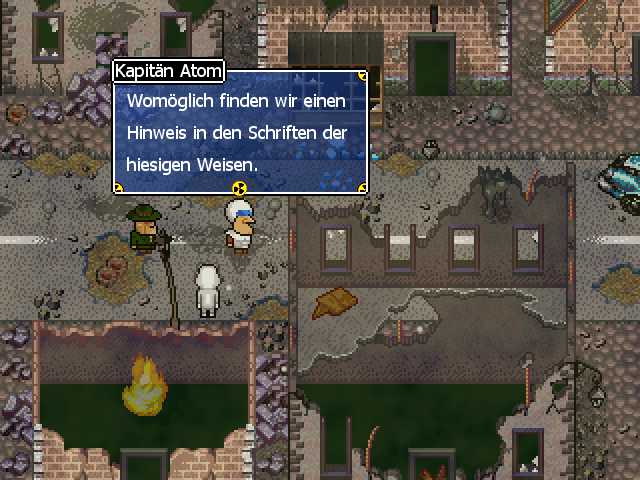 Kapitän Atom
Womöglich finden wir einen
Hinweis in den Schriften der
hiesigen Weisen.